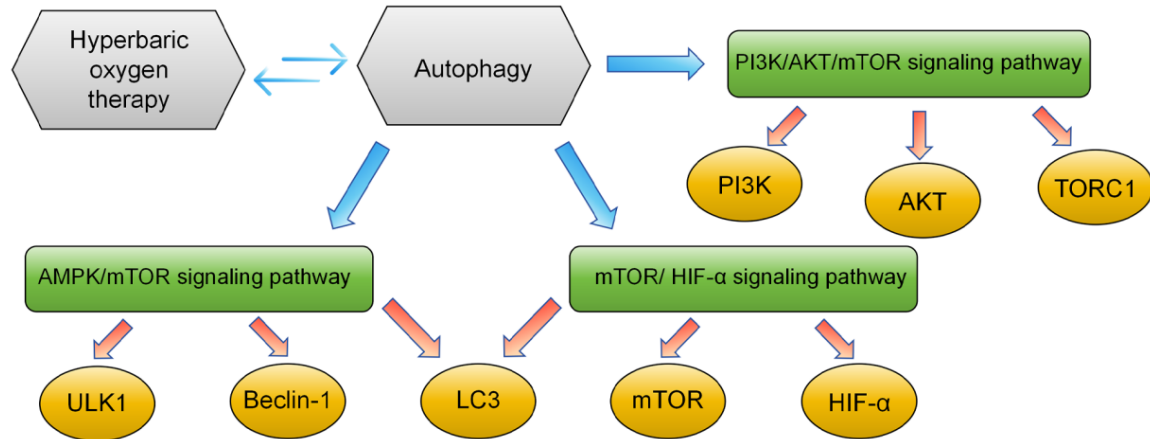 Hyperbaric
oxygen
therapy
Autophagy
PI3K/AKT/mTOR signaling pathway
PI3K
AKT
TORC1
AMPK/mTOR signaling pathway
mTOR/ HIF-α signaling pathway
ULK1
Beclin-1
LC3
mTOR
HIF-α